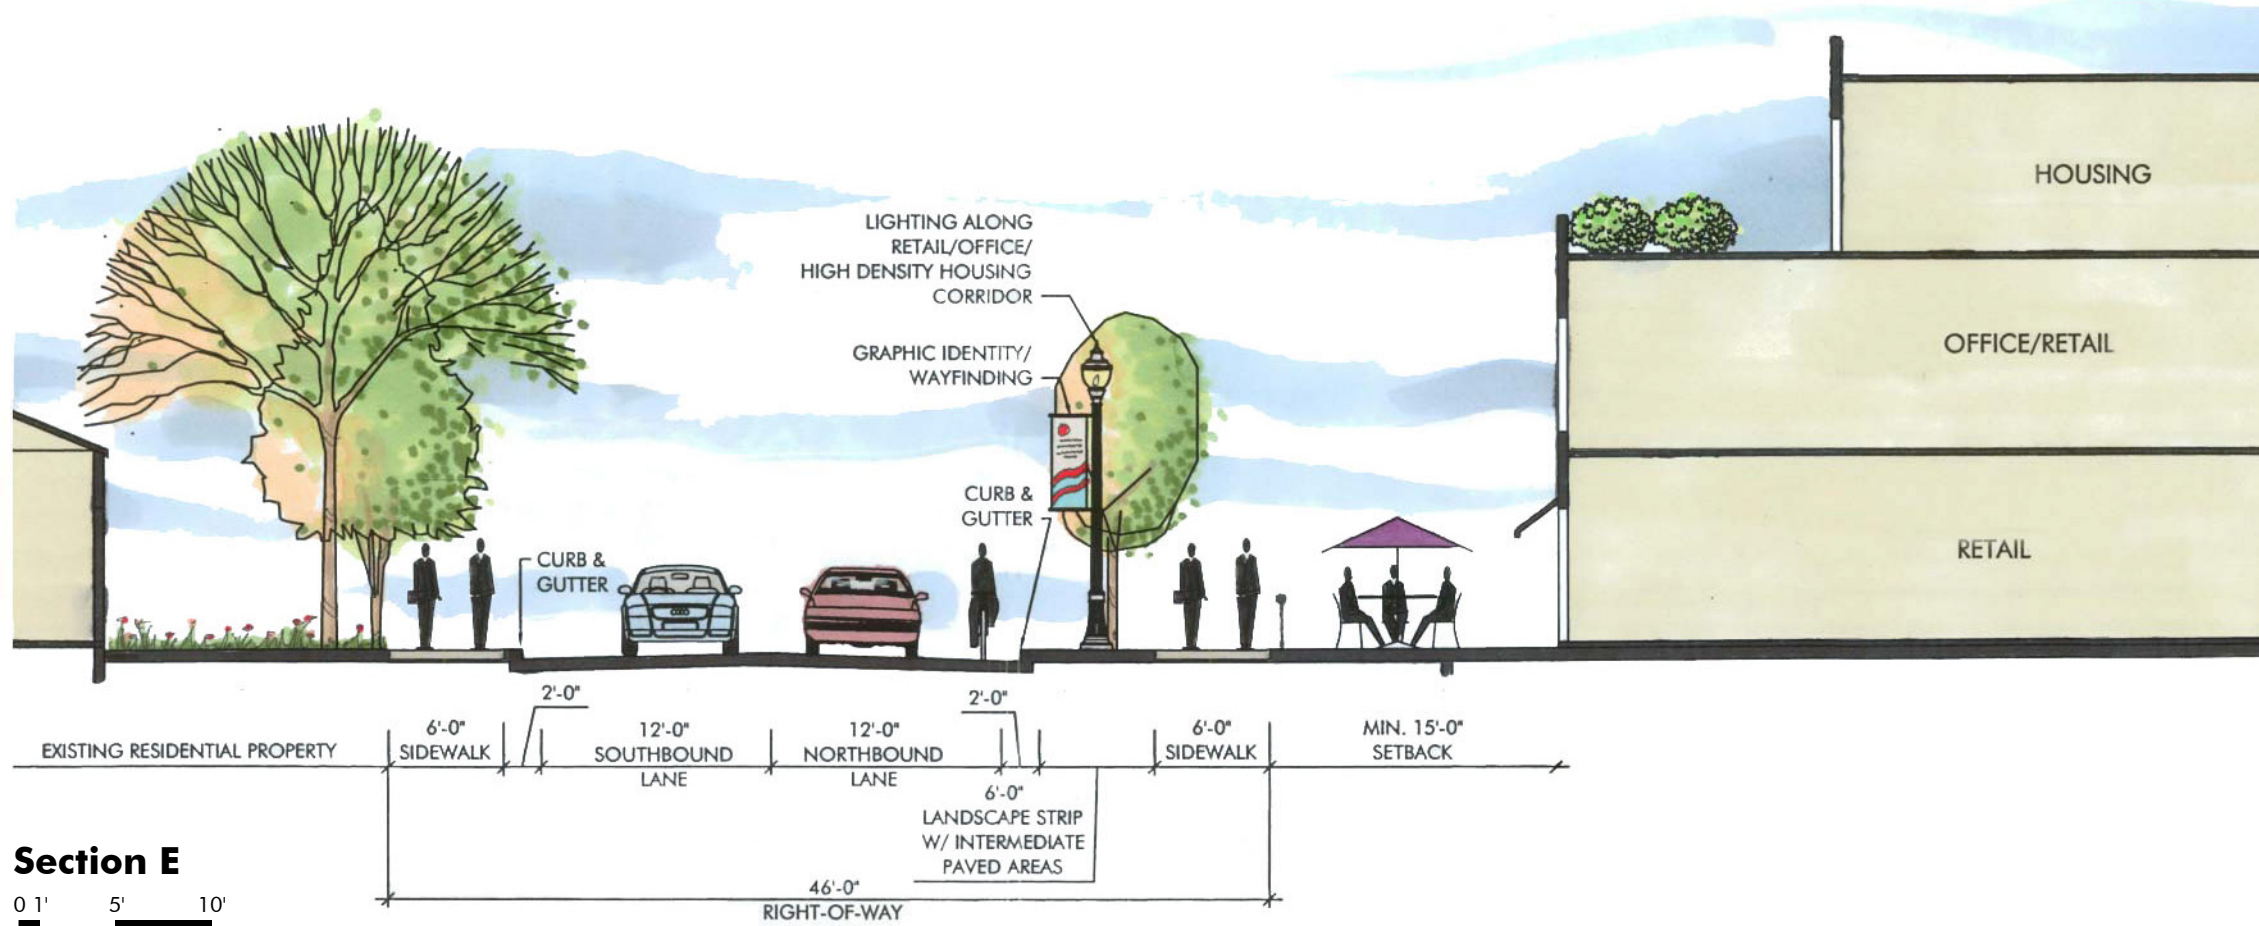 HOUSING
LIGHTING ALONG
RETAIL/OFFICE/
HIGH DENSITY HOUSING
CORRIDOR
OFFICE/RETAIL
GRAPHIC IDENTITY/
WAYFINDING
CURB &
GUTTER
RETAIL
CURB &
GUTTER
2'-0"
2'-0"
EXISTING RESIDENTIAL PROPERTY
6'-0"
SIDEWALK
12'-0"
SOUTHBOUND
LANE
12'-0"
NORTHBOUND
LANE
6'-0"
SIDEWALK
MIN. 15'-0"
SETBACK
6'-0"
LANDSCAPE STRIP
W/ INTERMEDIATE
PAVED AREAS
46'-0"
RIGHT-OF-WAY
Section E
0 1' 5' 10'